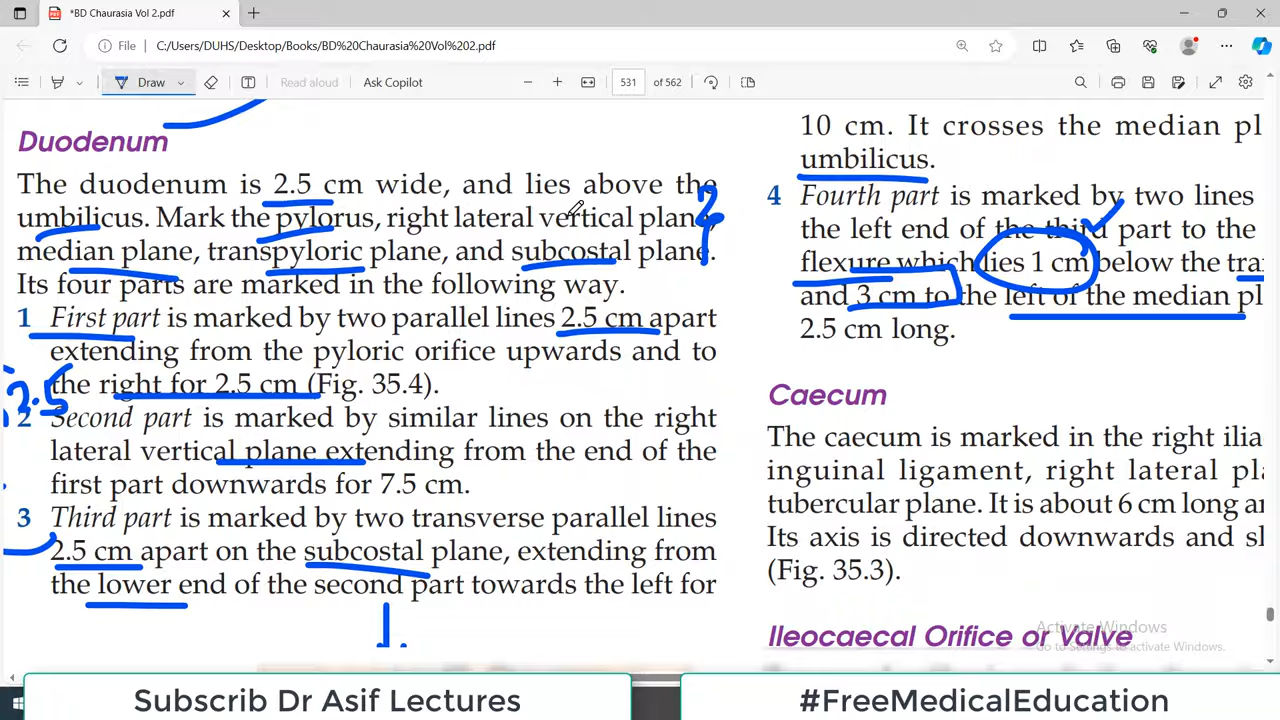 *BD Chaurasia Vol 2.pdf
File
C:/Users/DUHS/Desktop/Books/BD%20Chaurasia%20Vol%202.pdf
Draw
Read aloud
Ask Copilot
531 of 562
Duodenum
The duodenum is 2.5 cm wide, and lies above the
umbilicus. Mark the pylorus, right lateral vertical plane,
median plane, transpyloric plane, and subcostal plane.
Its four parts are marked in the following way.
1 First part is marked by two parallel lines 2.5 cm apart
extending from the pyloric orifice upwards and to
the right for 2.5 cm (Fig. 35.4).
2.5
2 Second part is marked by similar lines on the right
lateral vertical plane extending from the end of the
first part downwards for 7.5 cm.
3 Third part is marked by two transverse parallel lines
2.5 cm apart on the subcostal plane, extending from
the lower end of the second part towards the left for
10 cm. It crosses the median pl
umbilicus.
4 Fourth part is marked by two lines
the left end of the third part to the
flexure which lies 1 cm below the tra
and 3 cm to the left of the median pl
2.5 cm long.
Caecum
The caecum is marked in the right ilia
inguinal ligament, right lateral pla
tubercular plane. It is about 6 cm long a
Its axis is directed downwards and sl
(Fig. 35.3).
Ileocaecal Orifice or Valve
Activate Windows
Go to Settings to activate Windows.
Subscrib Dr Asif Lectures
#FreeMedicalEducation